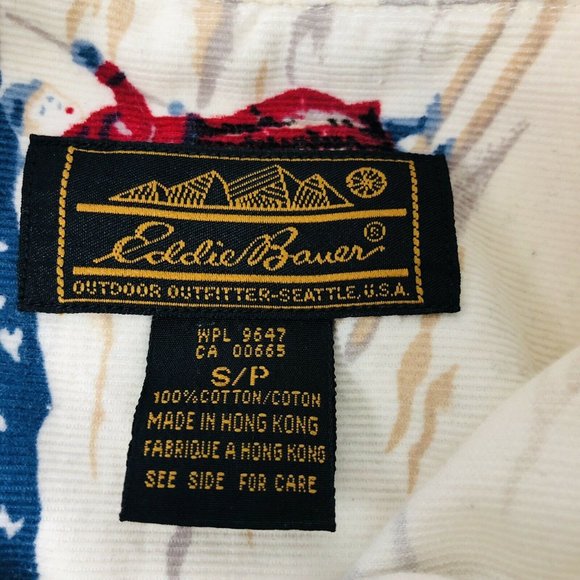 Eddie Bauer®
OUTDOOR OUTFITTER-SEATTLE, U.S.A.
WPL 9647
CA 00665
S/P
100% COTTON/COTON
MADE IN HONG KONG
FABRIQUE A HONG KONG
SEE SIDE FOR CARE